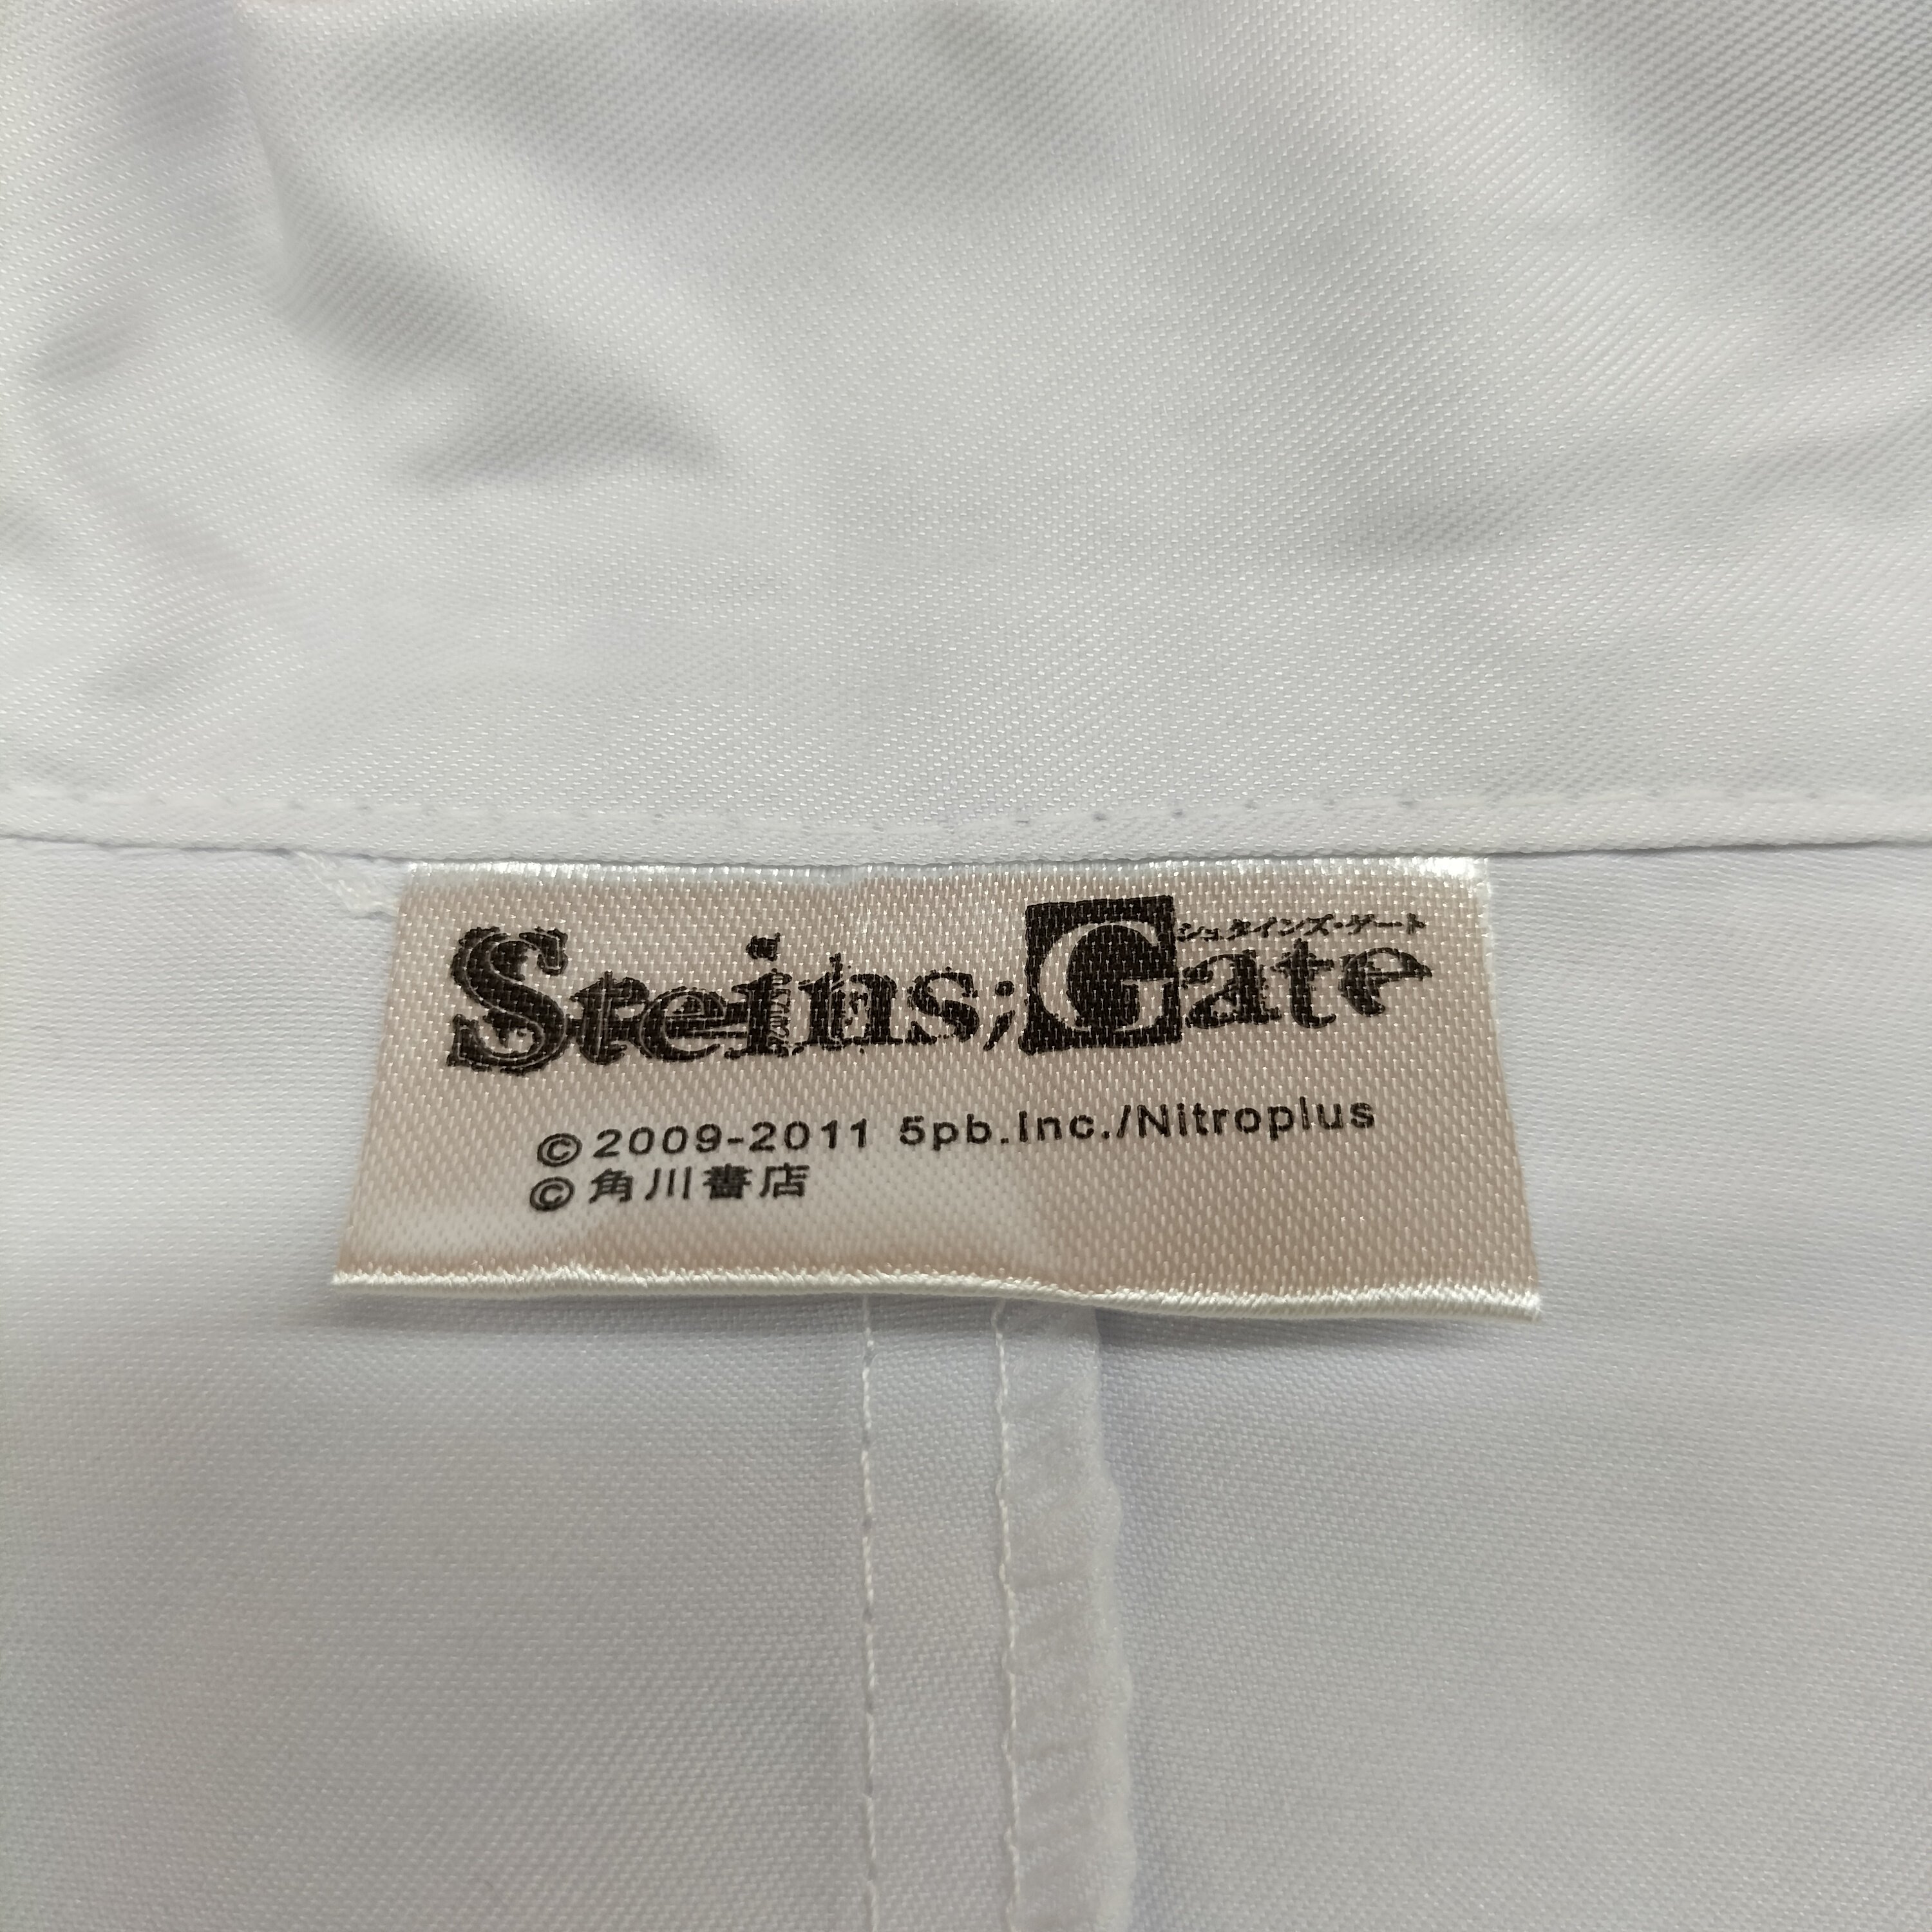 Steins;Gate
シュタインズ・ゲート
©2009-2011 5pb.Inc./Nitroplus
©角川書店